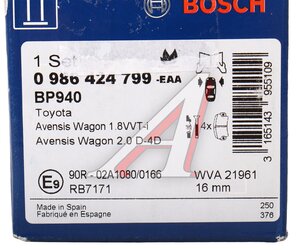 BOSCH
1 Set
0 986 424 799 -EAA
BP940
Toyota
Avensis Wagon 1.8VVT-i
Avensis Wagon 2.0 D-4D
4x
3 165143 955109
E9 90R - 02A1080/0166 WVA 21961
RB7171 16 mm
Made in Spain 250
Fabriqué en Espagne 376